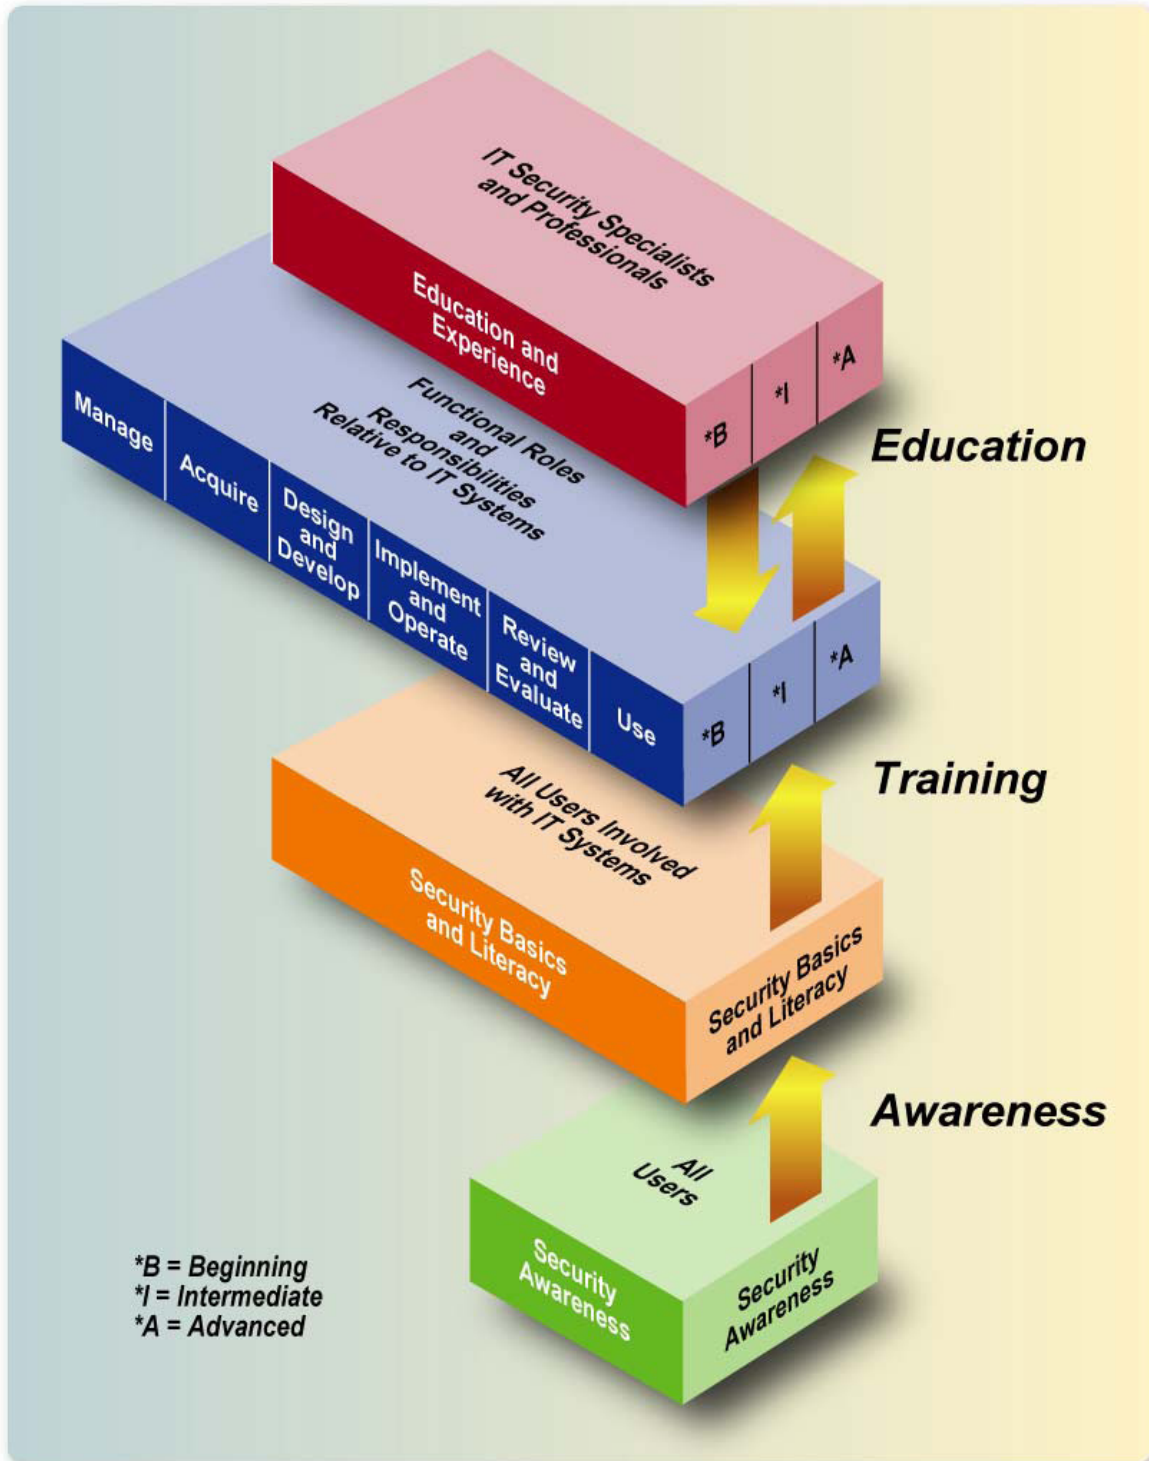 IT Security Specialists
and Professionals
Education and
Experience
*B
*I
*A
Education
Functional Roles
and
Responsibilities
Relative to IT Systems
Manage
Acquire
Design
and
Develop
Implement
and
Operate
Review
and
Evaluate
Use
*B
*I
*A
Training
All Users Involved
with IT Systems
Security Basics
and Literacy
Security Basics
and Literacy
Awareness
All
Users
Security
Awareness
Security
Awareness
*B = Beginning
*I = Intermediate
*A = Advanced